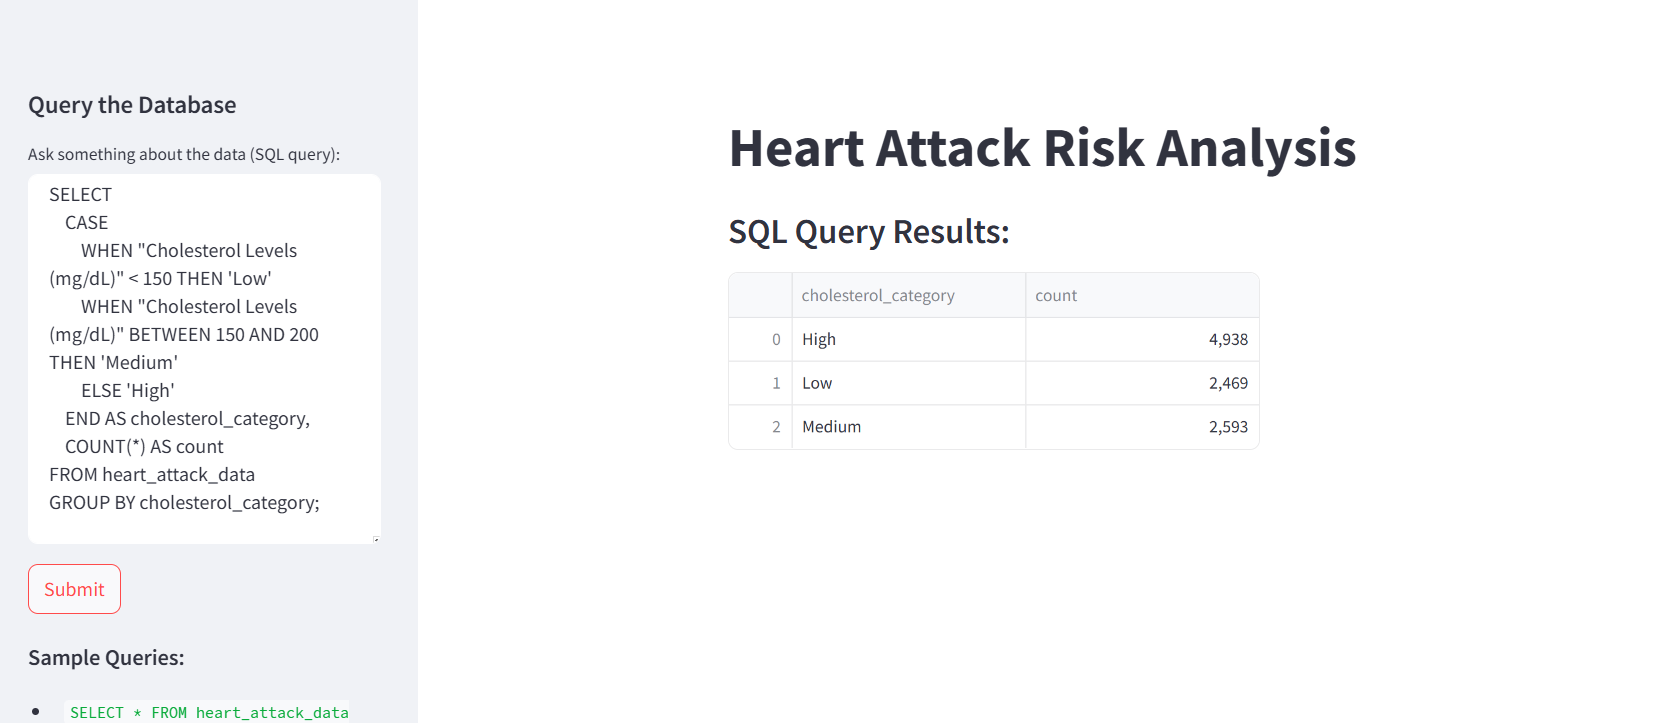 Query the Database
Ask something about the data (SQL query):
SELECT
CASE
WHEN "Cholesterol Levels
(mg/dL)" < 150 THEN 'Low'
WHEN "Cholesterol Levels
(mg/dL)" BETWEEN 150 AND 200
THEN 'Medium'
ELSE 'High'
END AS cholesterol_category,
COUNT(*) AS count
FROM heart_attack_data
GROUP BY cholesterol_category;
Submit
Sample Queries:
• SELECT * FROM heart_attack_data
Heart Attack Risk Analysis
SQL Query Results:
cholesterol_category count
0 High 4,938
1 Low 2,469
2 Medium 2,593